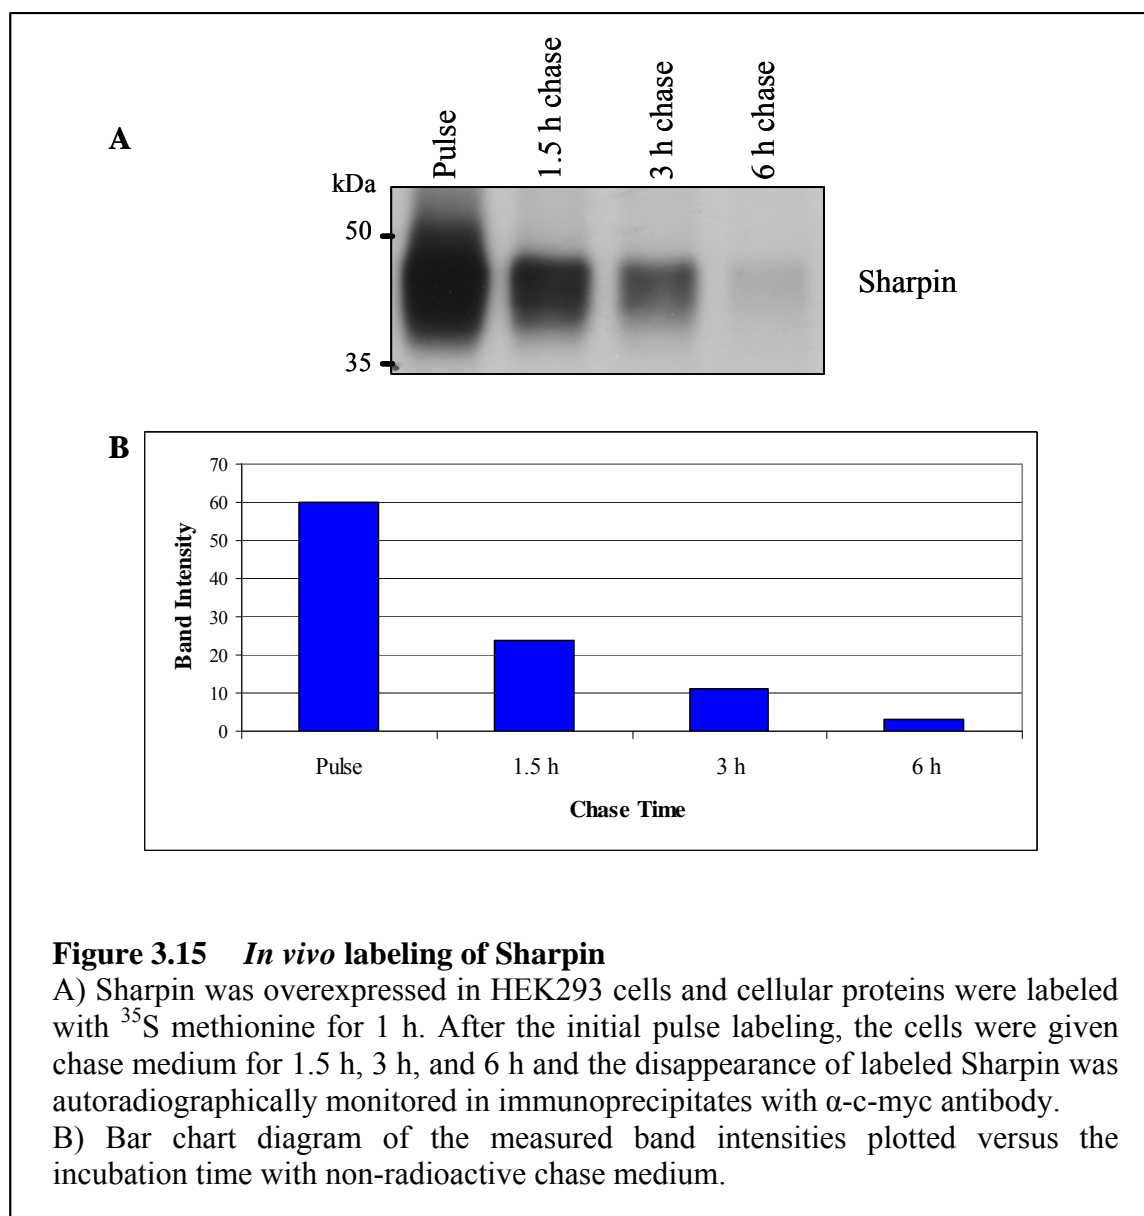 A
Pulse
1.5 h chase
3 h chase
6 h chase
kDa
50
35
Sharpin
B
70
60
50
40
30
20
10
0
Band Intensity
Pulse
1.5 h
3 h
6 h
Chase Time
Figure 3.15 In vivo labeling of Sharpin
A) Sharpin was overexpressed in HEK293 cells and cellular proteins were labeled
with ³⁵S methionine for 1 h. After the initial pulse labeling, the cells were given
chase medium for 1.5 h, 3 h, and 6 h and the disappearance of labeled Sharpin was
autoradiographically monitored in immunoprecipitates with α-c-myc antibody.
B) Bar chart diagram of the measured band intensities plotted versus the
incubation time with non-radioactive chase medium.